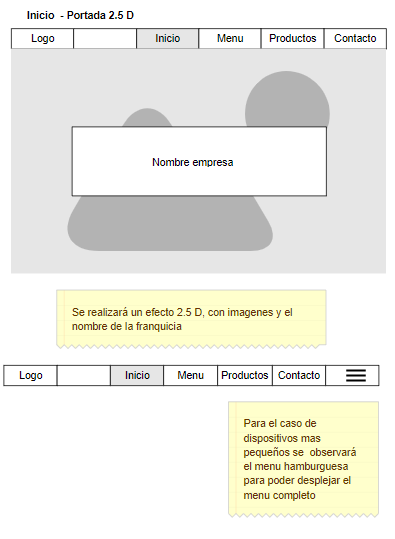 Inicio - Portada 2.5 D
Logo Inicio Menu Productos Contacto
Nombre empresa
Se realizará un efecto 2.5 D, con imagenes y el
nombre de la franquicia
Logo Inicio Menu Productos Contacto
Para el caso de
dispositivos mas
pequeños se observará
el menu hamburguesa
para poder desplejar el
menu completo